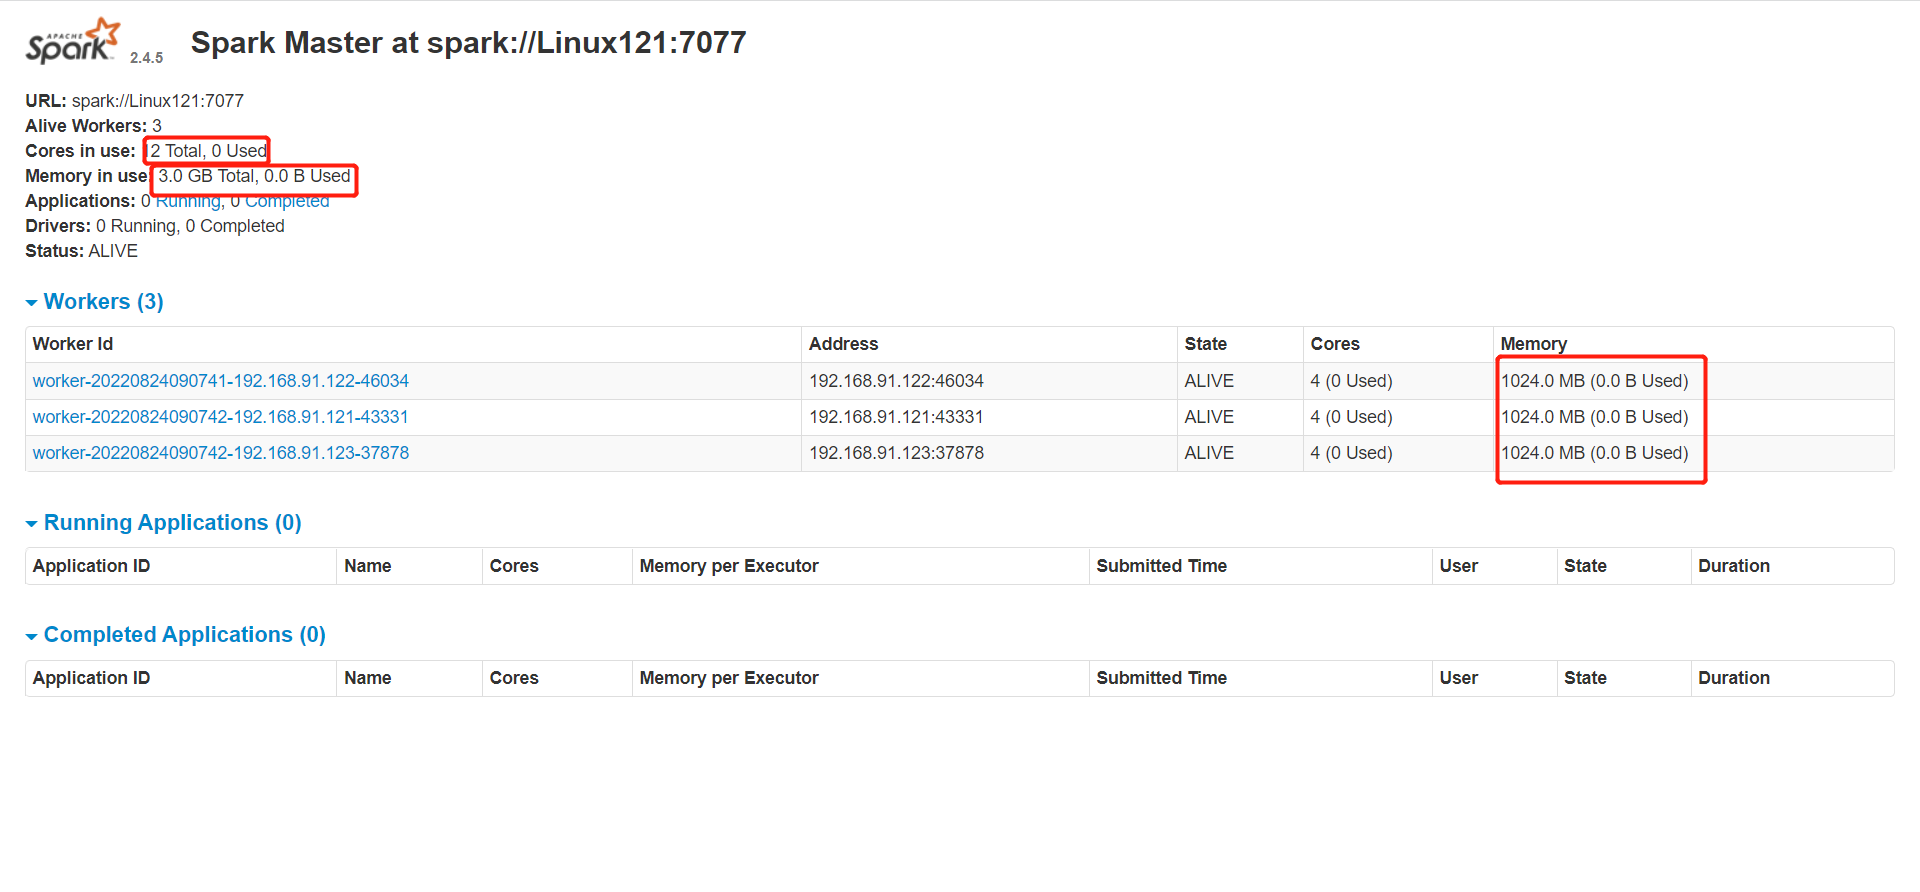 APACHE
Spark 2.4.5 Spark Master at spark://Linux121:7077
URL: spark://Linux121:7077
Alive Workers: 3
Cores in use: 12 Total, 0 Used
Memory in use: 3.0 GB Total, 0.0 B Used
Applications: 0 Running, 0 Completed
Drivers: 0 Running, 0 Completed
Status: ALIVE
Workers (3)
Worker Id Address State Cores Memory
worker-20220824090741-192.168.91.122-46034 192.168.91.122:46034 ALIVE 4 (0 Used) 1024.0 MB (0.0 B Used)
worker-20220824090742-192.168.91.121-43331 192.168.91.121:43331 ALIVE 4 (0 Used) 1024.0 MB (0.0 B Used)
worker-20220824090742-192.168.91.123-37878 192.168.91.123:37878 ALIVE 4 (0 Used) 1024.0 MB (0.0 B Used)
Running Applications (0)
Application ID Name Cores Memory per Executor Submitted Time User State Duration
Completed Applications (0)
Application ID Name Cores Memory per Executor Submitted Time User State Duration